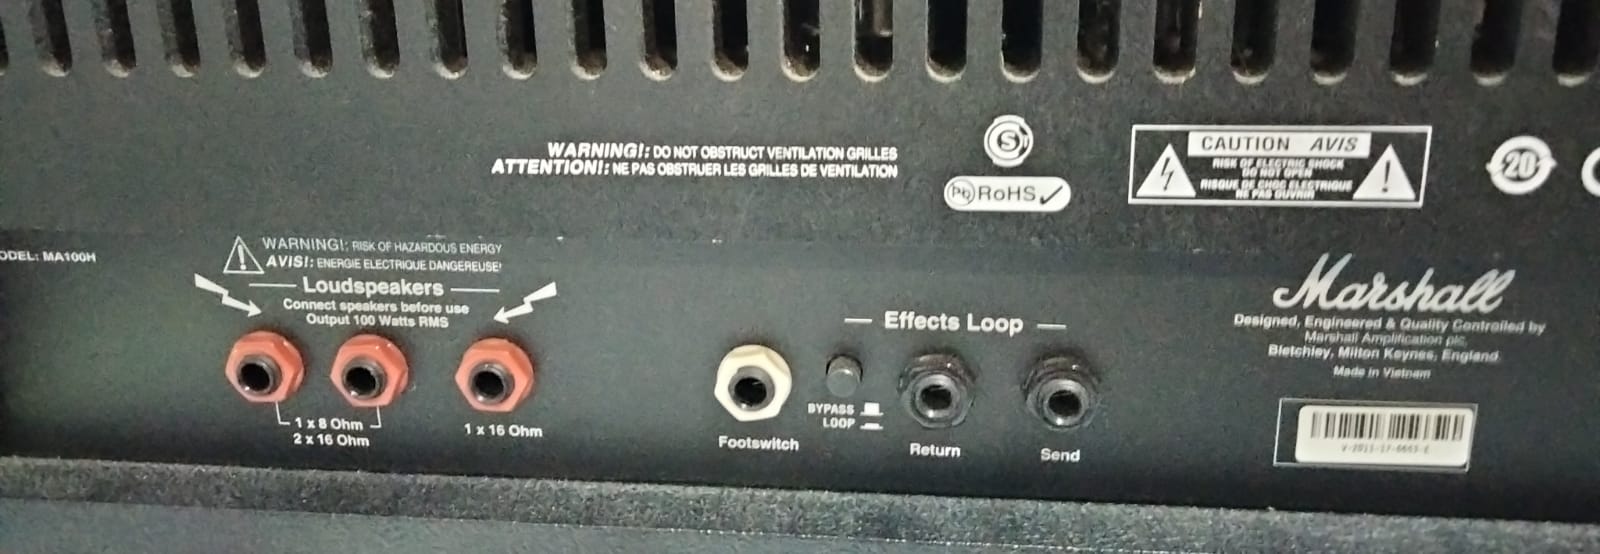 WARNING!: DO NOT OBSTRUCT VENTILATION GRILLES
ATTENTION!: NE PAS OBSTRUER LES GRILLES DE VENTILATION
S
Pb RoHS
CAUTION AVIS
RISK OF ELECTRIC SHOCK
DO NOT OPEN
RISQUE DE CHOC ELECTRIQUE
NE PAS OUVRIR
20
ODEL: MA100H
WARNING!: RISK OF HAZARDOUS ENERGY
AVIS!: ENERGIE ELECTRIQUE DANGEREUSE!
Loudspeakers
Connect speakers before use
Output 100 Watts RMS
1 x 8 Ohm
2 x 16 Ohm
1 x 16 Ohm
Footswitch
Effects Loop
BYPASS
LOOP
Return
Send
Marshall
Designed, Engineered & Quality Controlled by
Marshall Amplification plc,
Bletchley, Milton Keynes, England.
Made in Vietnam